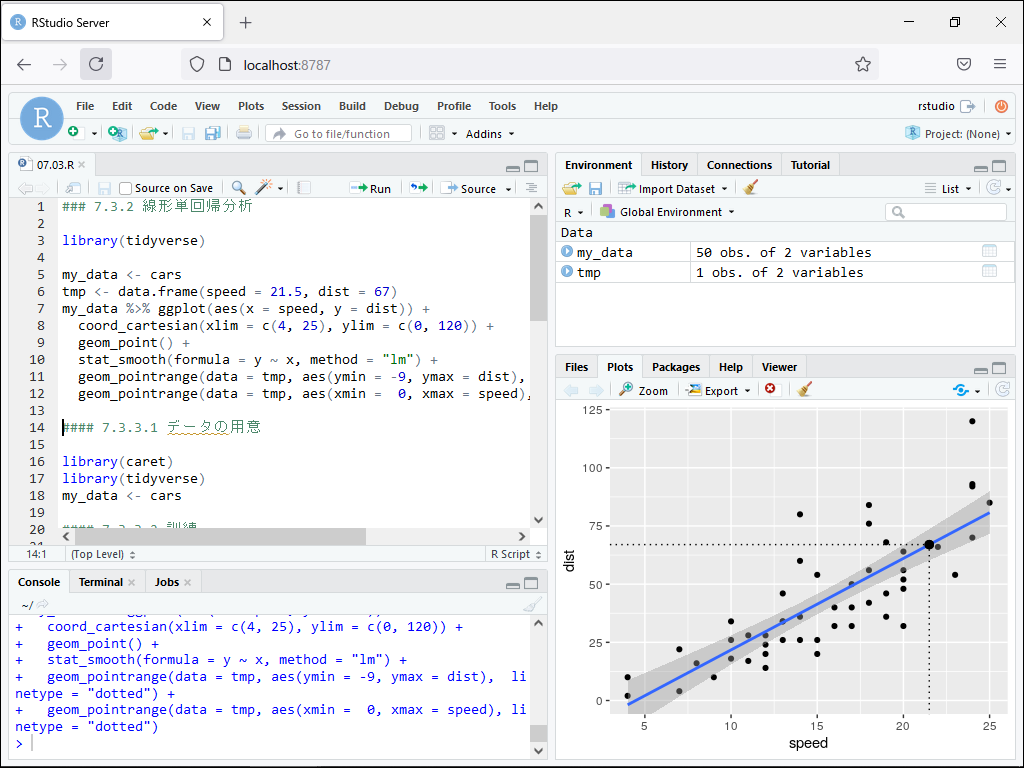 RStudio Server
localhost:8787
R
File Edit Code View Plots Session Build Debug Profile Tools Help
rstudio
Go to file/function
Addins
Project: (None)
07.03.R
Source on Save
Run
Source
1 ### 7.3.2 線形単回帰分析
2
3 library(tidyverse)
4
5 my_data <- cars
6 tmp <- data.frame(speed = 21.5, dist = 67)
7 my_data %>% ggplot(aes(x = speed, y = dist)) +
8 coord_cartesian(xlim = c(4, 25), ylim = c(0, 120)) +
9 geom_point() +
10 stat_smooth(formula = y ~ x, method = "lm") +
11 geom_pointrange(data = tmp, aes(ymin = -9, ymax = dist),
12 geom_pointrange(data = tmp, aes(xmin =  0, xmax = speed),
13
14 #### 7.3.3.1 データの用意
15
16 library(caret)
17 library(tidyverse)
18 my_data <- cars
19
20 #### 7.3.3.2 訓練
14:1 (Top Level) R Script
Console Terminal Jobs
~/
+   coord_cartesian(xlim = c(4, 25), ylim = c(0, 120)) +
+   geom_point() +
+   stat_smooth(formula = y ~ x, method = "lm") +
+   geom_pointrange(data = tmp, aes(ymin = -9, ymax = dist),  li
netype = "dotted") +
+   geom_pointrange(data = tmp, aes(xmin =  0, xmax = speed), li
netype = "dotted")
>
Environment History Connections Tutorial
Import Dataset
List
R Global Environment
Data
my_data 50 obs. of 2 variables
tmp 1 obs. of 2 variables
Files Plots Packages Help Viewer
Zoom Export
125
100
75
50
25
0
dist
5 10 15 20 25
speed